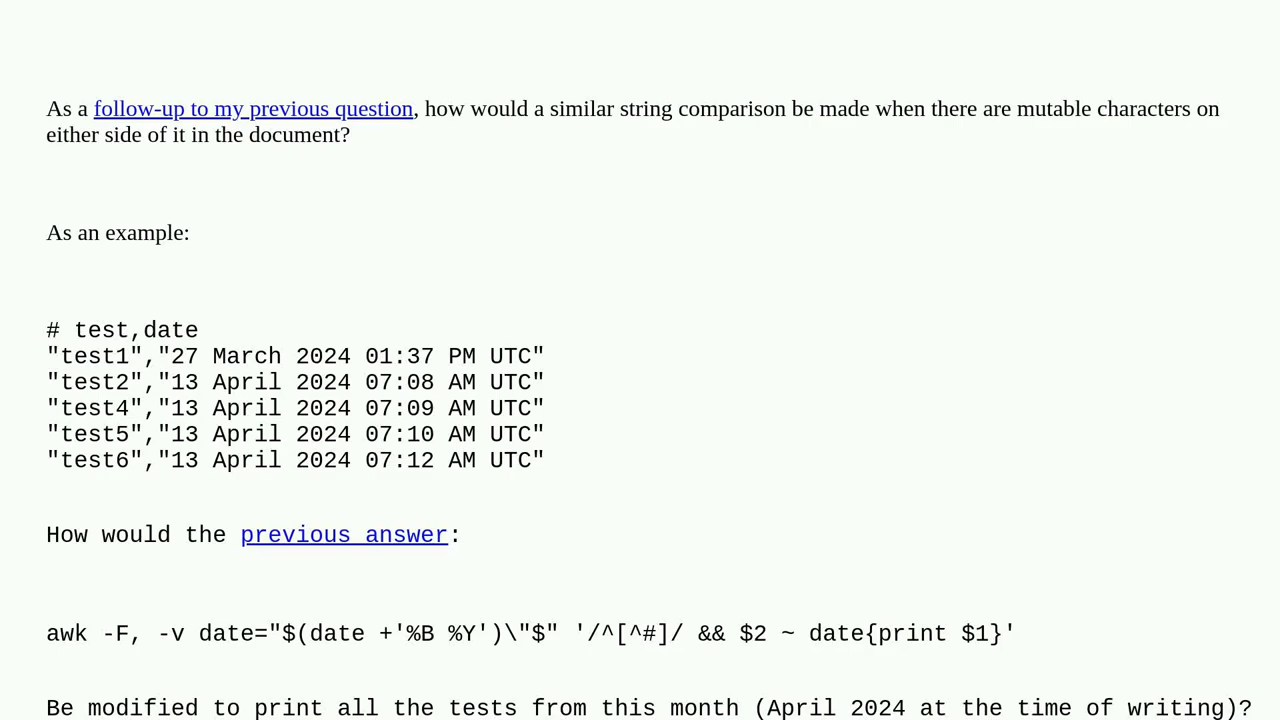 As a follow-up to my previous question, how would a similar string comparison be made when there are mutable characters on
either side of it in the document?
As an example:
# test,date
"test1","27 March 2024 01:37 PM UTC"
"test2","13 April 2024 07:08 AM UTC"
"test4","13 April 2024 07:09 AM UTC"
"test5","13 April 2024 07:10 AM UTC"
"test6","13 April 2024 07:12 AM UTC"
How would the previous answer:
awk -F, -v date="$(date +'%B %Y')\"$" '/^[^#]/ && $2 ~ date{print $1}'
Be modified to print all the tests from this month (April 2024 at the time of writing)?